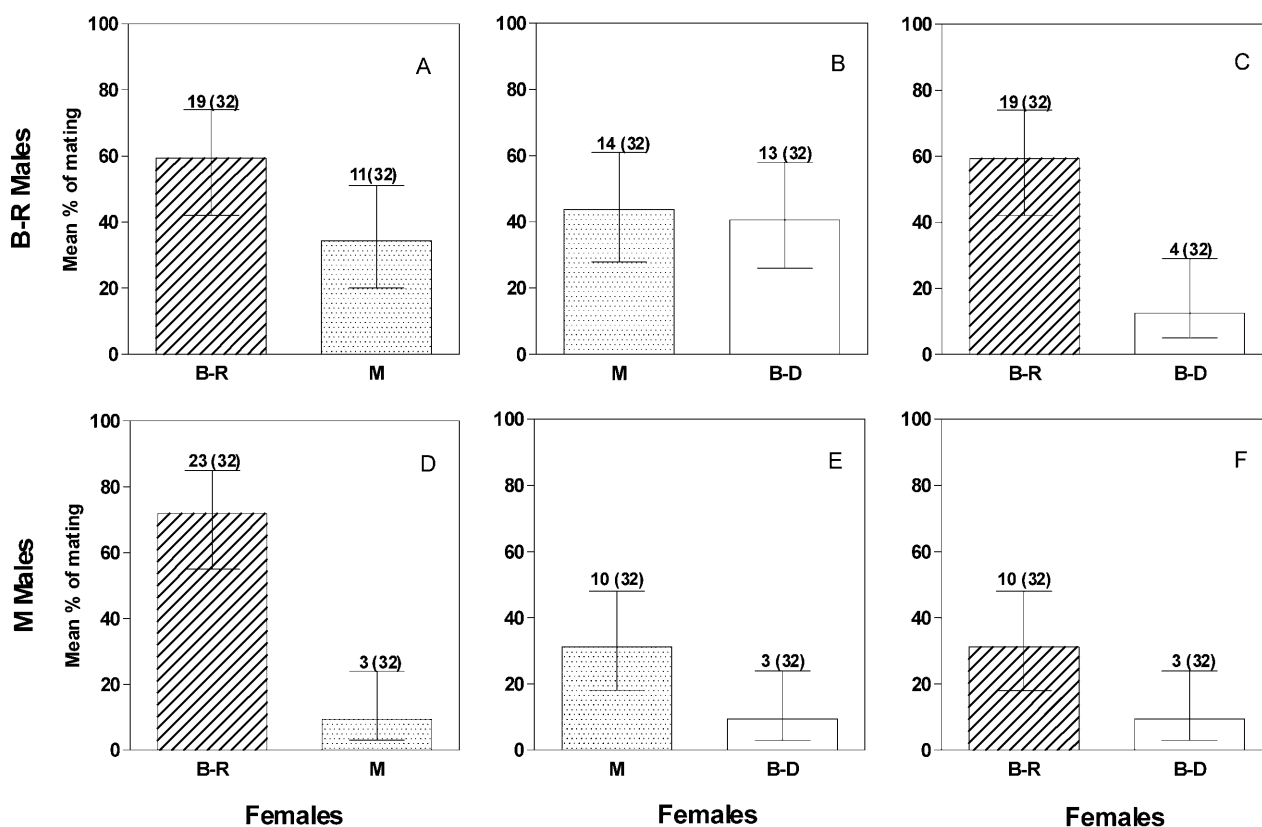 B-R Males
Mean % of mating
100
80
60
40
20
0
A
19 (32)
11(32)
B-R
M
100
80
60
40
20
0
B
14 (32)
13 (32)
M
B-D
100
80
60
40
20
0
C
19 (32)
4 (32)
B-R
B-D
M Males
Mean % of mating
100
80
60
40
20
0
D
23 (32)
3 (32)
B-R
M
Females
100
80
60
40
20
0
E
10 (32)
3 (32)
M
B-D
Females
100
80
60
40
20
0
F
10 (32)
3 (32)
B-R
B-D
Females